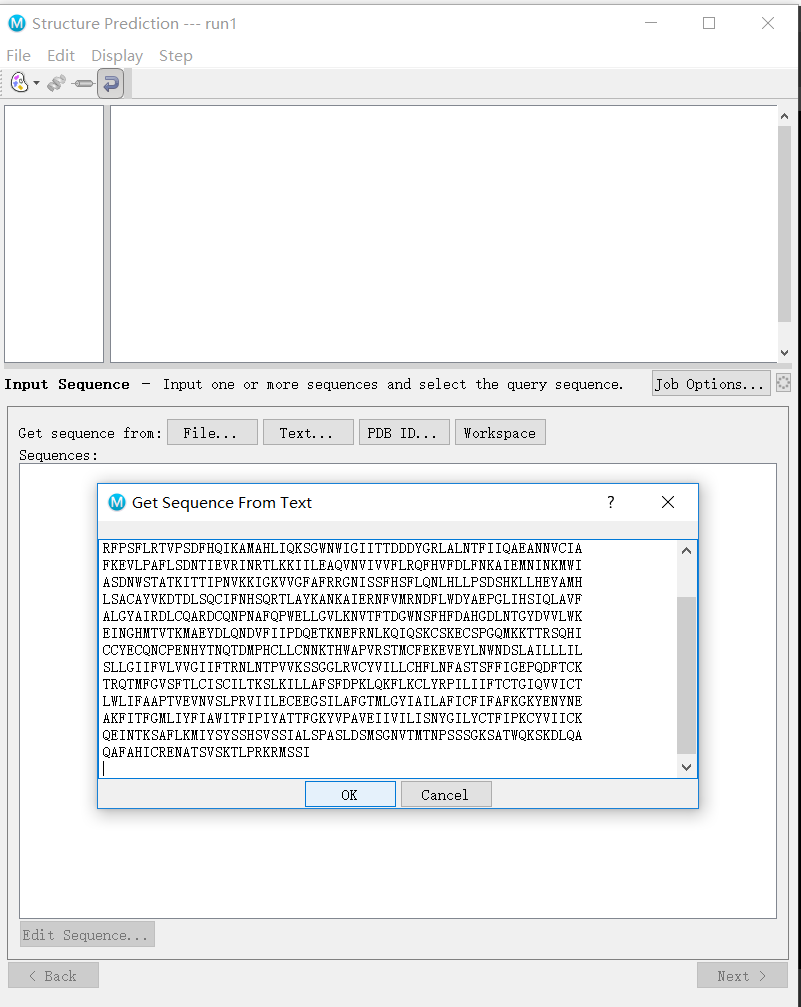 Structure Prediction --- run1
File Edit Display Step
Input Sequence - Input one or more sequences and select the query sequence. Job Options...
Get sequence from: File... Text... PDB ID... Workspace
Sequences:
Get Sequence From Text ?
RFPSFLRTVPSDFHQIKAMAHLIQKSGWNWIGIITTDDDYGRLALNTFIIQAEANNVCIA
FKEVLPAFLSDNTIEVRINRTLKKIILEAQVNVIVVFLRQFHVFDLFNKAIEMNINKMWI
ASDNWSTATKITTIPNVKKIGKVVGFAFRRGNISSFHSFLQNLHLLPSDSHKLLHEYAMH
LSACAYVKDTDLSQCIFNHSQRTLAYKANKAIERNFVMRNDFLWDYAEPGLIHSIQLAVF
ALGYAIRDLCQARDCQNPNAFQPWELLGVLKNVTFTDGWNSFHFDAHGDLNTGYDVVLWK
EINGHMTVTKMAEYDLQNDVFIIPDQETKNEFRNLKQIQSKCSKECSPGQMKKTTRSQHI
CCYECQNCPENHYTNQTDMPHCLLCNNKTHWAPVRSTMCFEKEVEYLNWNDSLAILLLIL
SLLGIIFVLVVGIIFTRNLNTPVVKSSGGLRVCYVILLCHFLNFASTSFFIGEPQDFTCK
TRQTMFGVSFTLCISCILTKSLKILLAFSFDPKLQKFLKCLYRPILIIFTCTGIQVVICT
LWLIFAAPTVEVNVSLPRVIILECEEGSILAFGTMLGYIAILAFICFIFAFKGKYENYNE
AKFITFGMLIYFIAWITFIPIYATTFGKYVPAVEIIVILISNYGILYCTFIPKCYVIICK
QEINTKSAFLKMIYSYSSHSVSSIALSPASLDSMSGNVTMTNPSSSGKSATWQKSKDLQA
QAFAHICRENATSVSKTLPRKRMSSI
OK Cancel
Edit Sequence...
< Back Next >